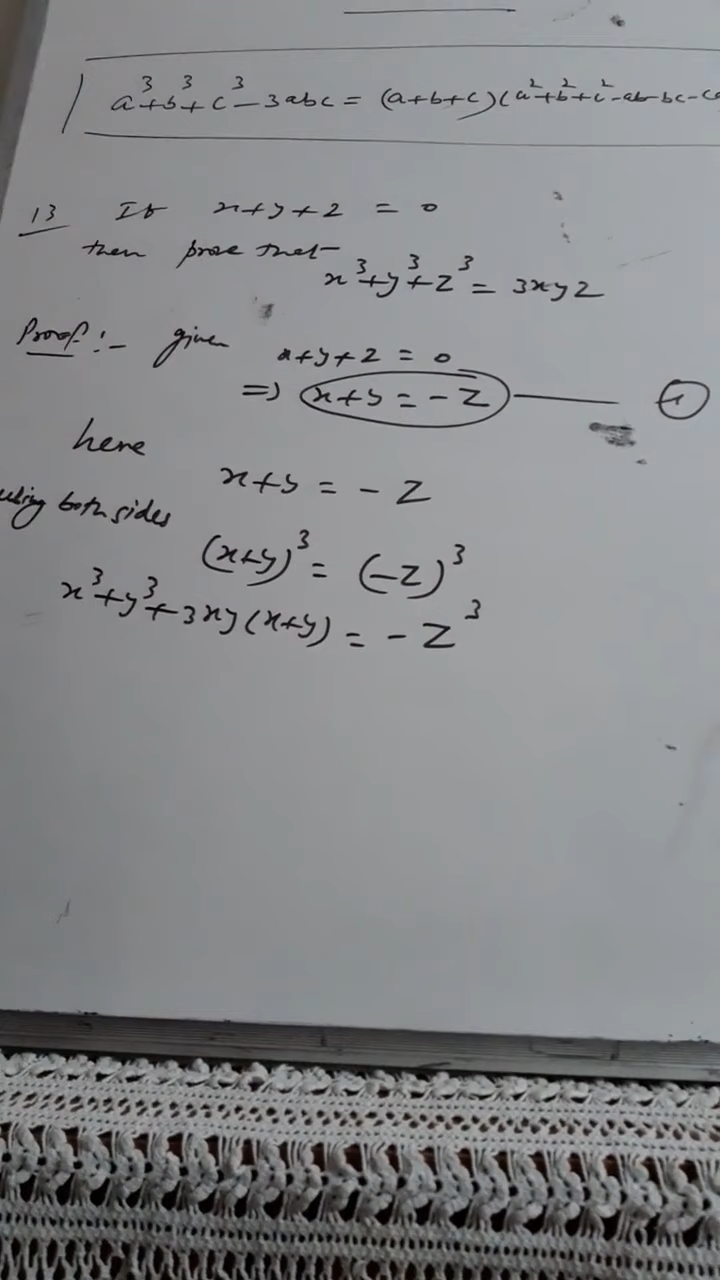 a³+b³+c³-3abc = (a+b+c)(a²+b²+c²-ab-bc-c
13 If x+y+z = 0
then prove that
x³+y³+z³ = 3xyz
Proof:- given x+y+z = 0
=) x+y = -z 1
here
x+y = -z
both sides
(x+y)³ = (-z)³
x³+y³+3xy(x+y) = -z³